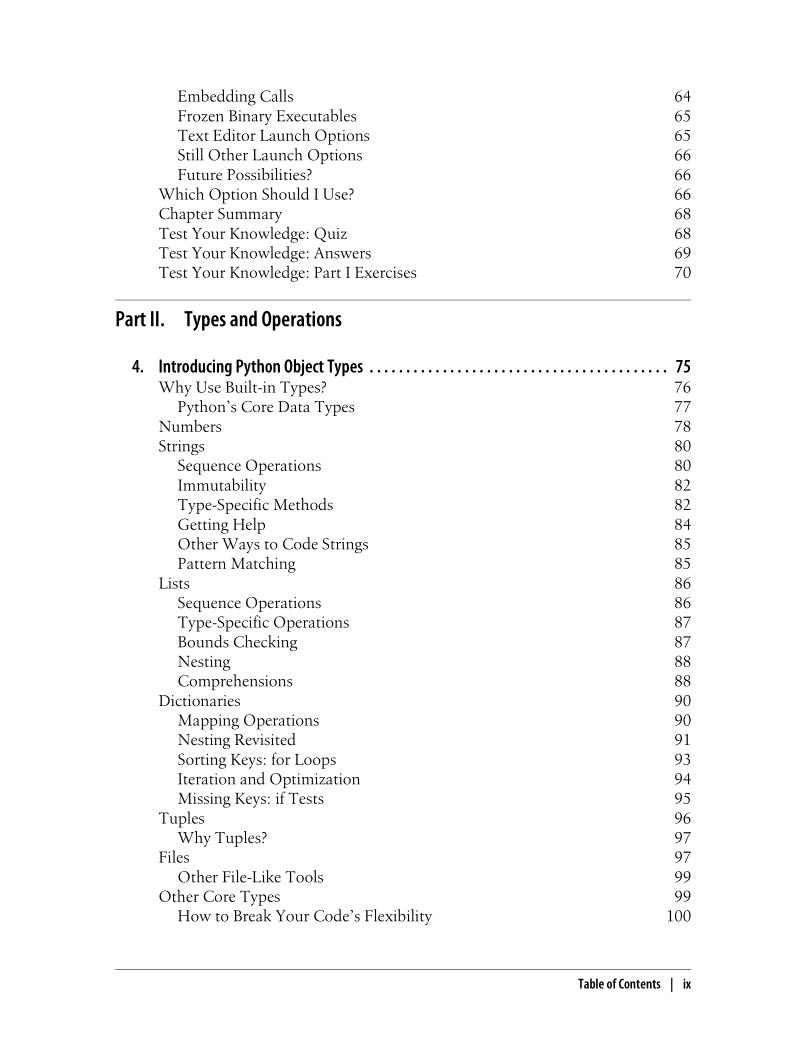 Embedding Calls 64
Frozen Binary Executables 65
Text Editor Launch Options 65
Still Other Launch Options 66
Future Possibilities? 66
Which Option Should I Use? 66
Chapter Summary 68
Test Your Knowledge: Quiz 68
Test Your Knowledge: Answers 69
Test Your Knowledge: Part I Exercises 70
Part II. Types and Operations
4. Introducing Python Object Types . . . . . . . . . . . . . . . . . . . . . . . . . . . . . . . . . . . . . . . . . 75
Why Use Built-in Types? 76
Python’s Core Data Types 77
Numbers 78
Strings 80
Sequence Operations 80
Immutability 82
Type-Specific Methods 82
Getting Help 84
Other Ways to Code Strings 85
Pattern Matching 85
Lists 86
Sequence Operations 86
Type-Specific Operations 87
Bounds Checking 87
Nesting 88
Comprehensions 88
Dictionaries 90
Mapping Operations 90
Nesting Revisited 91
Sorting Keys: for Loops 93
Iteration and Optimization 94
Missing Keys: if Tests 95
Tuples 96
Why Tuples? 97
Files 97
Other File-Like Tools 99
Other Core Types 99
How to Break Your Code’s Flexibility 100
Table of Contents | ix